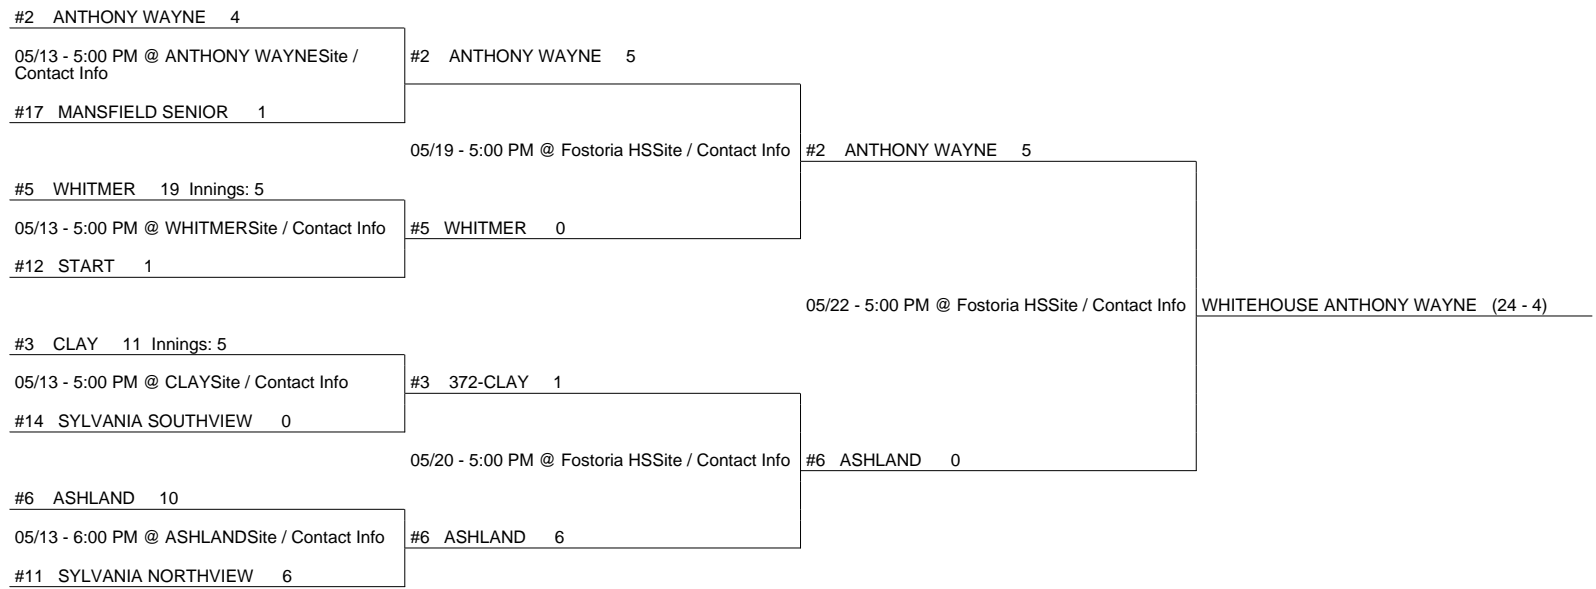 #2 ANTHONY WAYNE 4
05/13 - 5:00 PM @ ANTHONY WAYNESite /
Contact Info
#17 MANSFIELD SENIOR 1
#5 WHITMER 19 Innings: 5
05/13 - 5:00 PM @ WHITMERSite / Contact Info
#12 START 1
#3 CLAY 11 Innings: 5
05/13 - 5:00 PM @ CLAYSite / Contact Info
#14 SYLVANIA SOUTHVIEW 0
#6 ASHLAND 10
05/13 - 6:00 PM @ ASHLANDSite / Contact Info
#11 SYLVANIA NORTHVIEW 6
#2 ANTHONY WAYNE 5
05/19 - 5:00 PM @ Fostoria HSSite / Contact Info
#5 WHITMER 0
#3 372-CLAY 1
05/20 - 5:00 PM @ Fostoria HSSite / Contact Info
#6 ASHLAND 6
#2 ANTHONY WAYNE 5
05/22 - 5:00 PM @ Fostoria HSSite / Contact Info
#6 ASHLAND 0
WHITEHOUSE ANTHONY WAYNE (24 - 4)